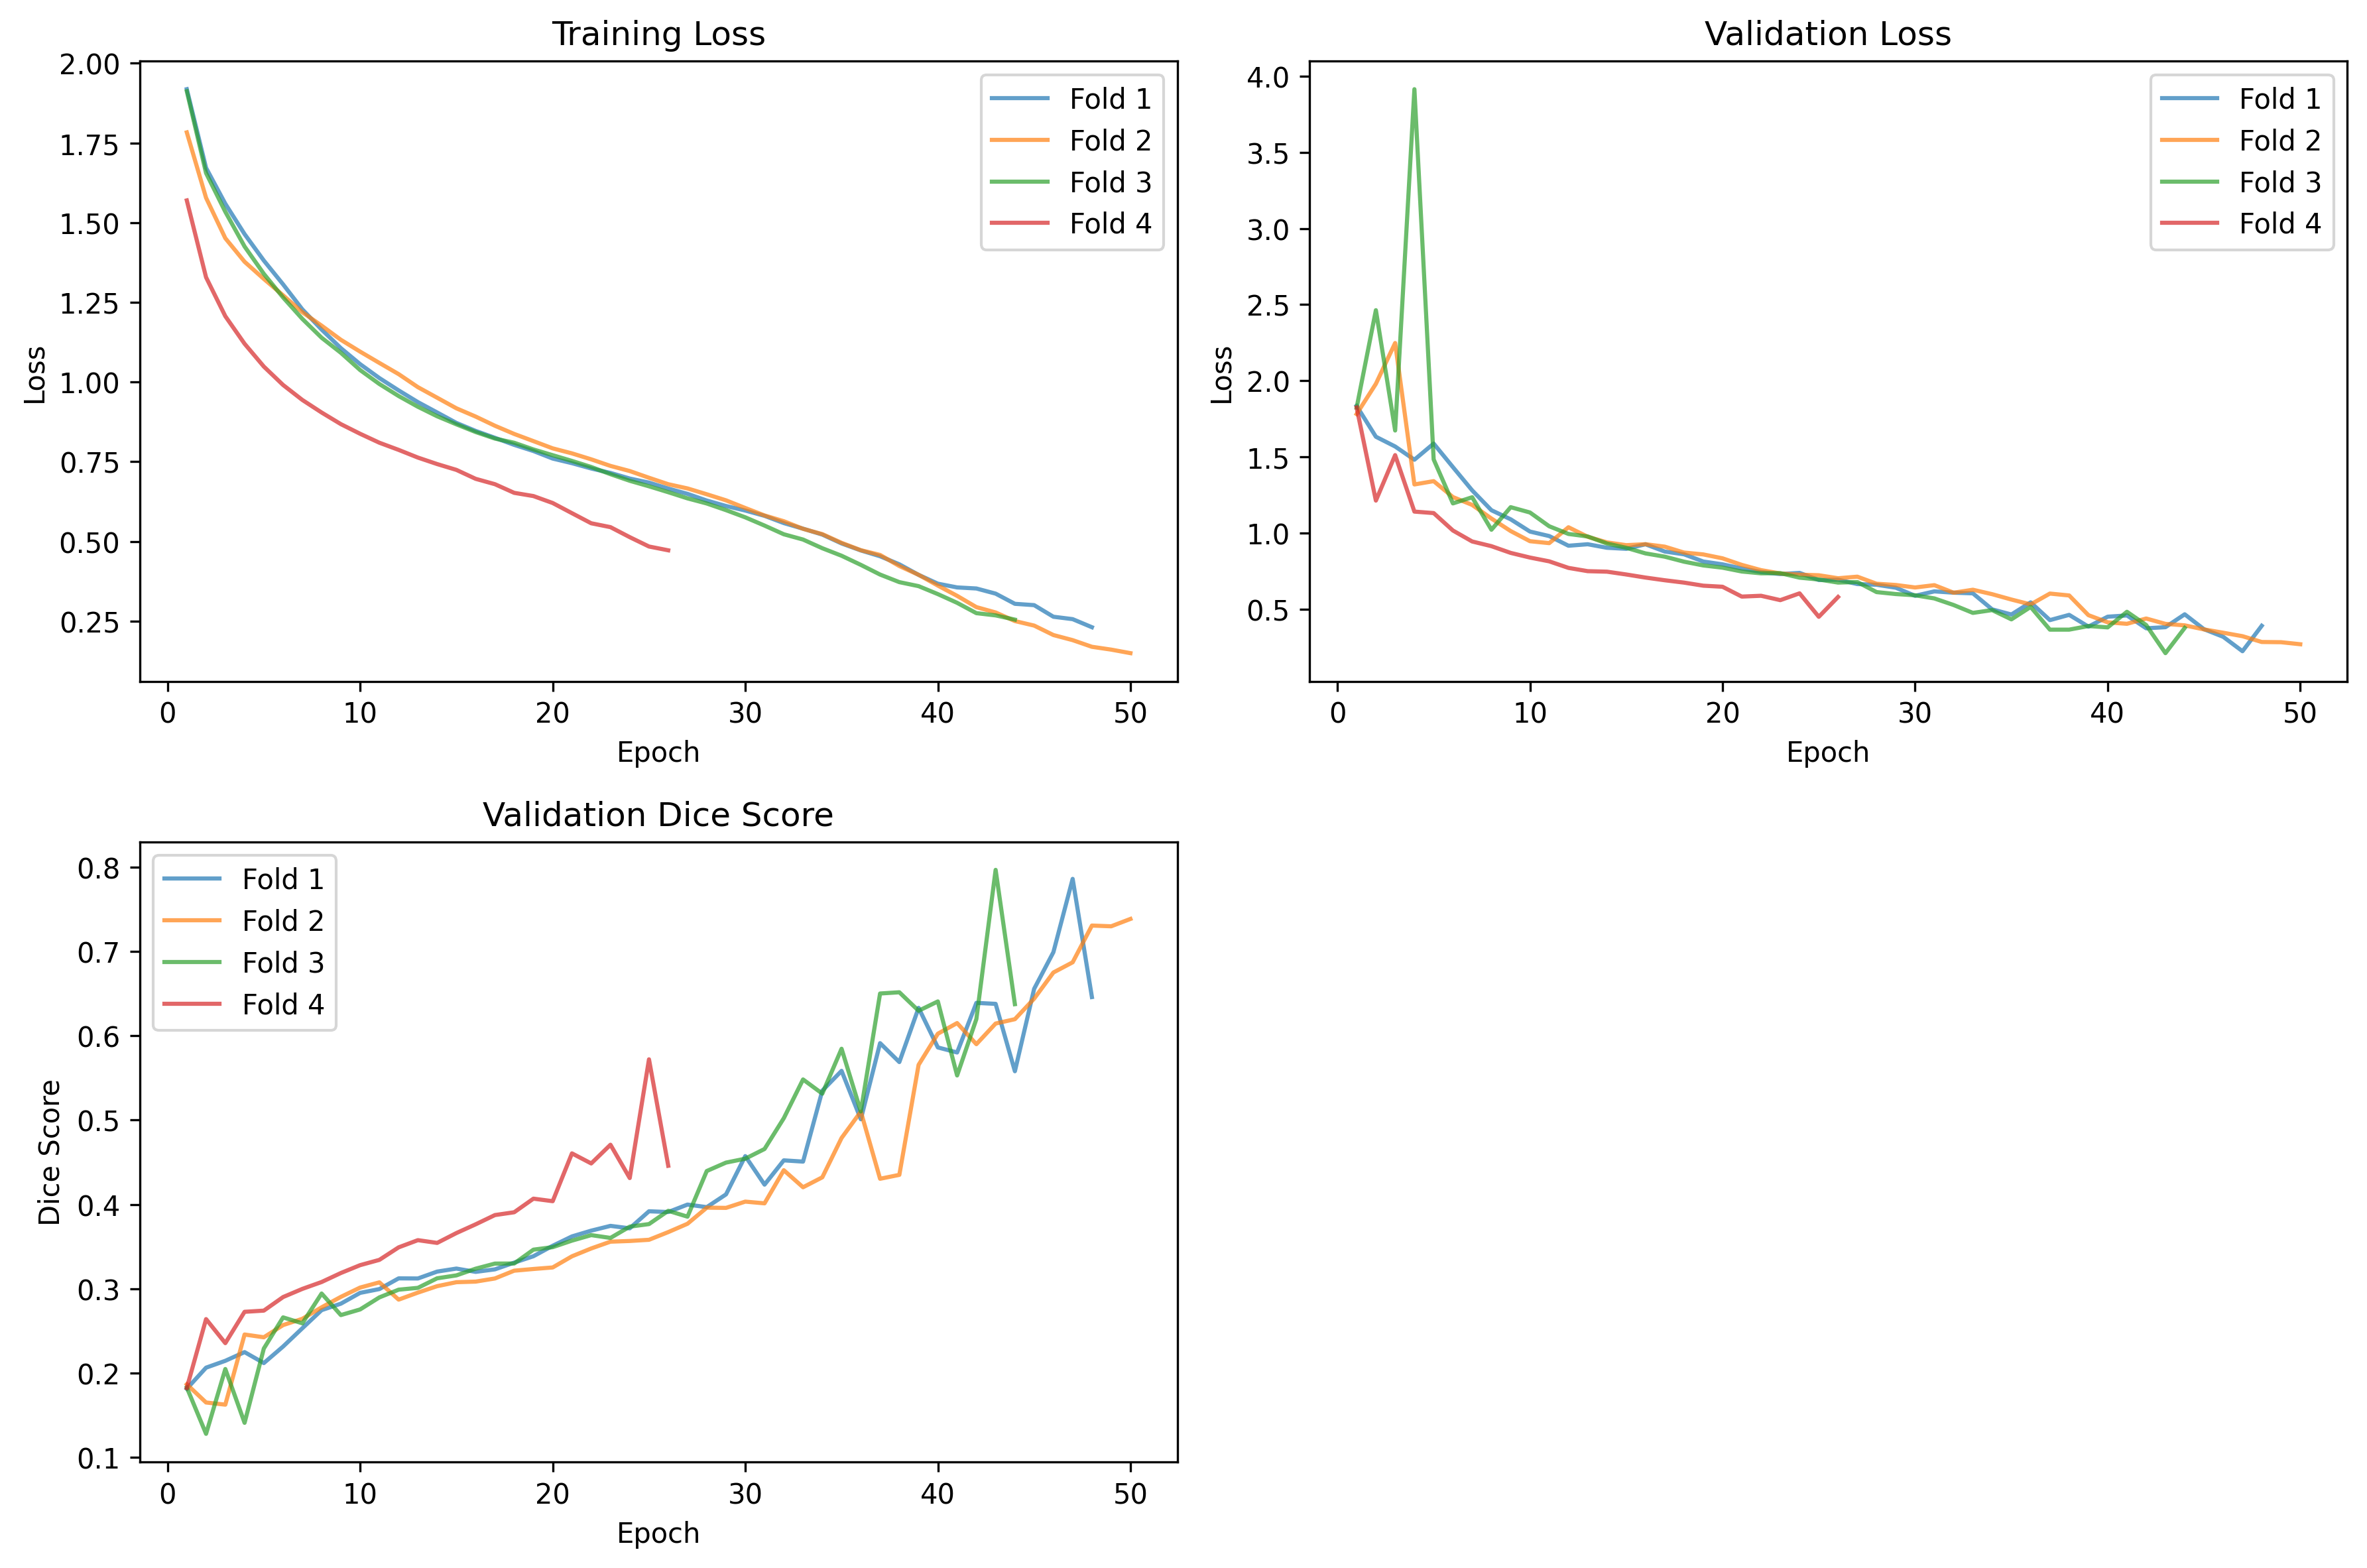 Training Loss
2.00
1.75
1.50
1.25
1.00
0.75
0.50
0.25
Loss
0 10 20 30 40 50
Epoch
Fold 1
Fold 2
Fold 3
Fold 4
Validation Loss
4.0
3.5
3.0
2.5
2.0
1.5
1.0
0.5
Loss
0 10 20 30 40 50
Epoch
Fold 1
Fold 2
Fold 3
Fold 4
Validation Dice Score
0.8
0.7
0.6
0.5
0.4
0.3
0.2
0.1
Dice Score
0 10 20 30 40 50
Epoch
Fold 1
Fold 2
Fold 3
Fold 4